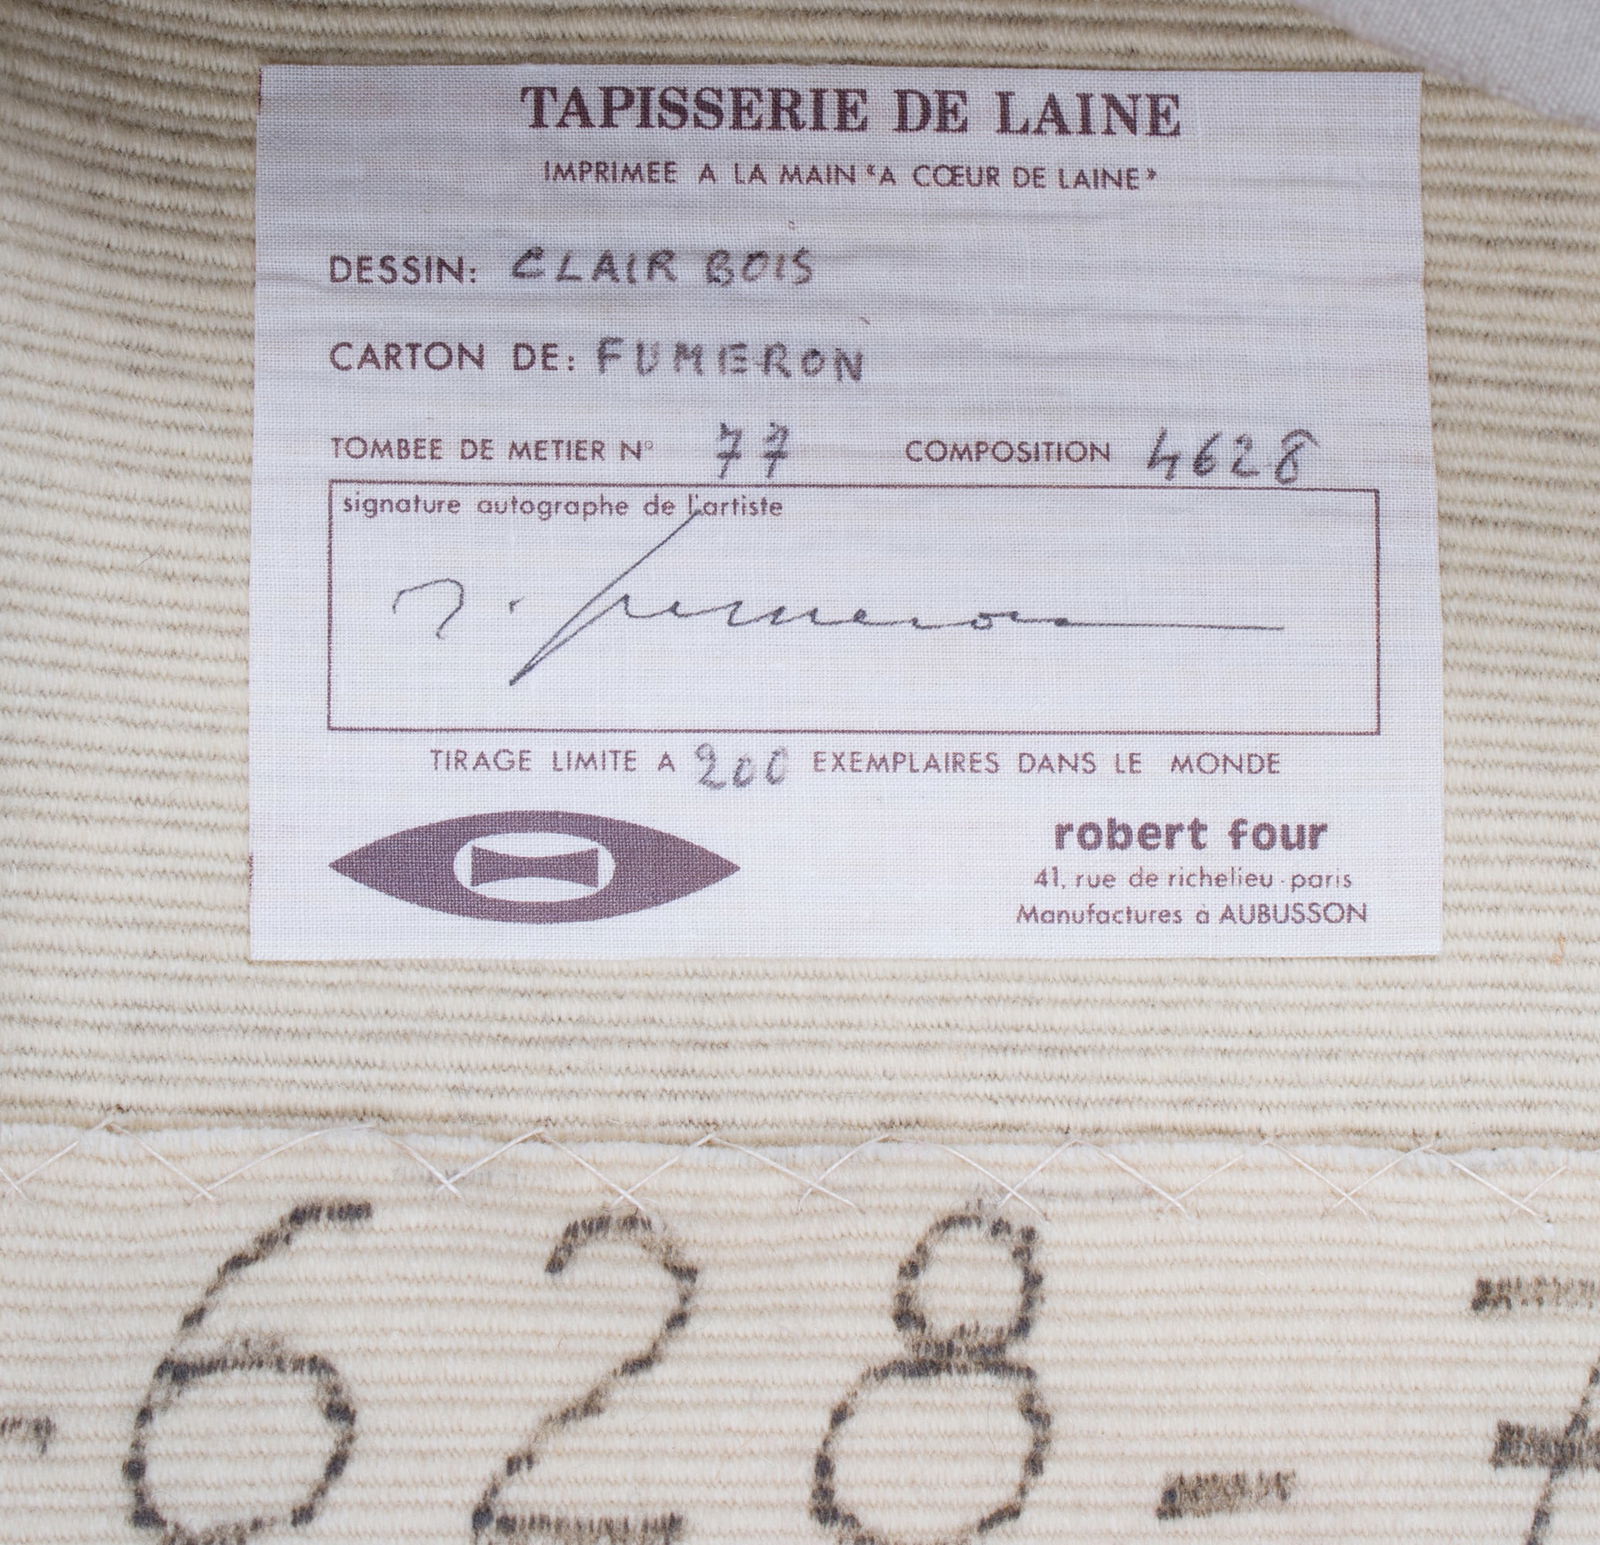 TAPISSERIE DE LAINE
IMPRIMEE A LA MAIN “A CŒUR DE LAINE”
DESSIN: CLAIR BOIS
CARTON DE: FUMERON
TOMBEE DE METIER N° 77 COMPOSITION 4628
signature autographe de l'artiste
r. fumeron
TIRAGE LIMITE A 200 EXEMPLAIRES DANS LE MONDE
robert four
41, rue de richelieu - paris
Manufactures à AUBUSSON
628-7